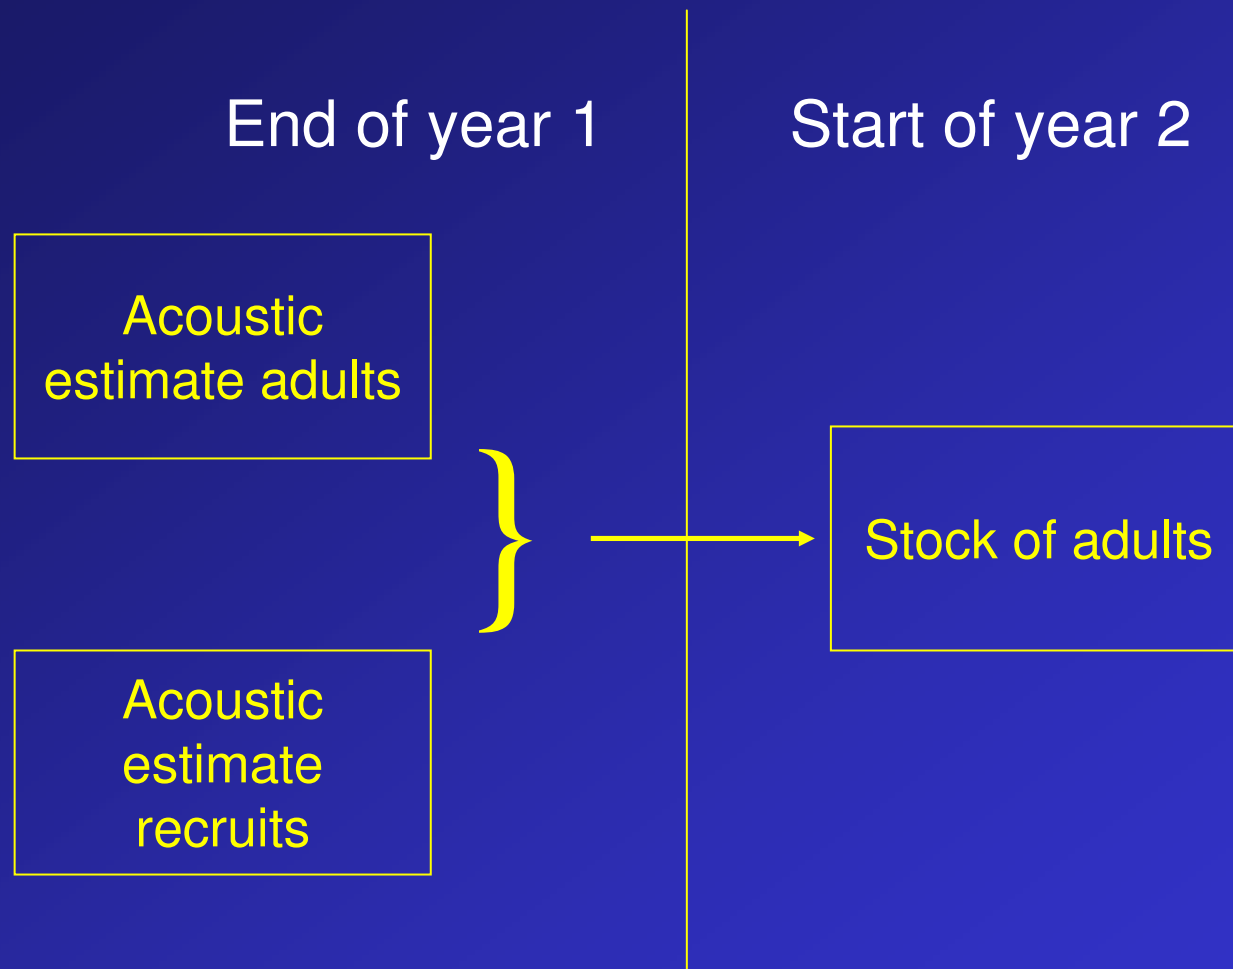 End of year 1
Start of year 2
Acoustic
estimate adults
}
Stock of adults
Acoustic
estimate
recruits